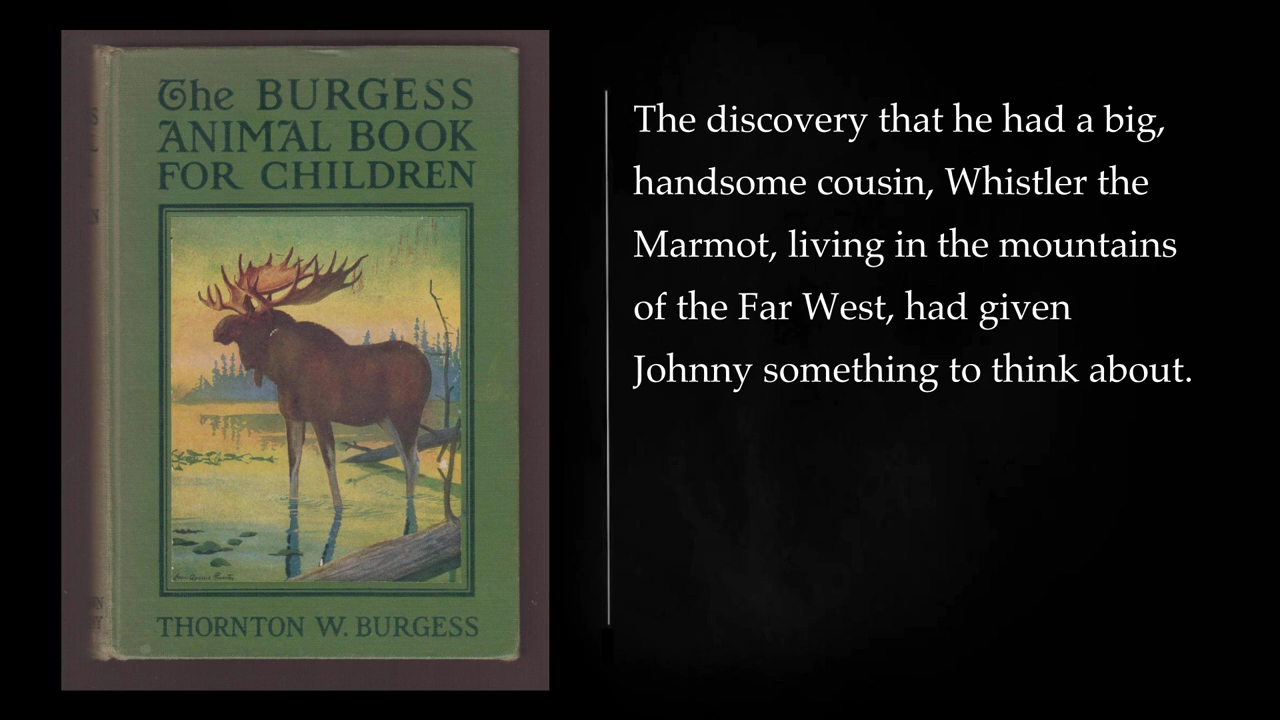 The BURGESS
ANIMAL BOOK
FOR CHILDREN
THORNTON W. BURGESS
The discovery that he had a big,
handsome cousin, Whistler the
Marmot, living in the mountains
of the Far West, had given
Johnny something to think about.